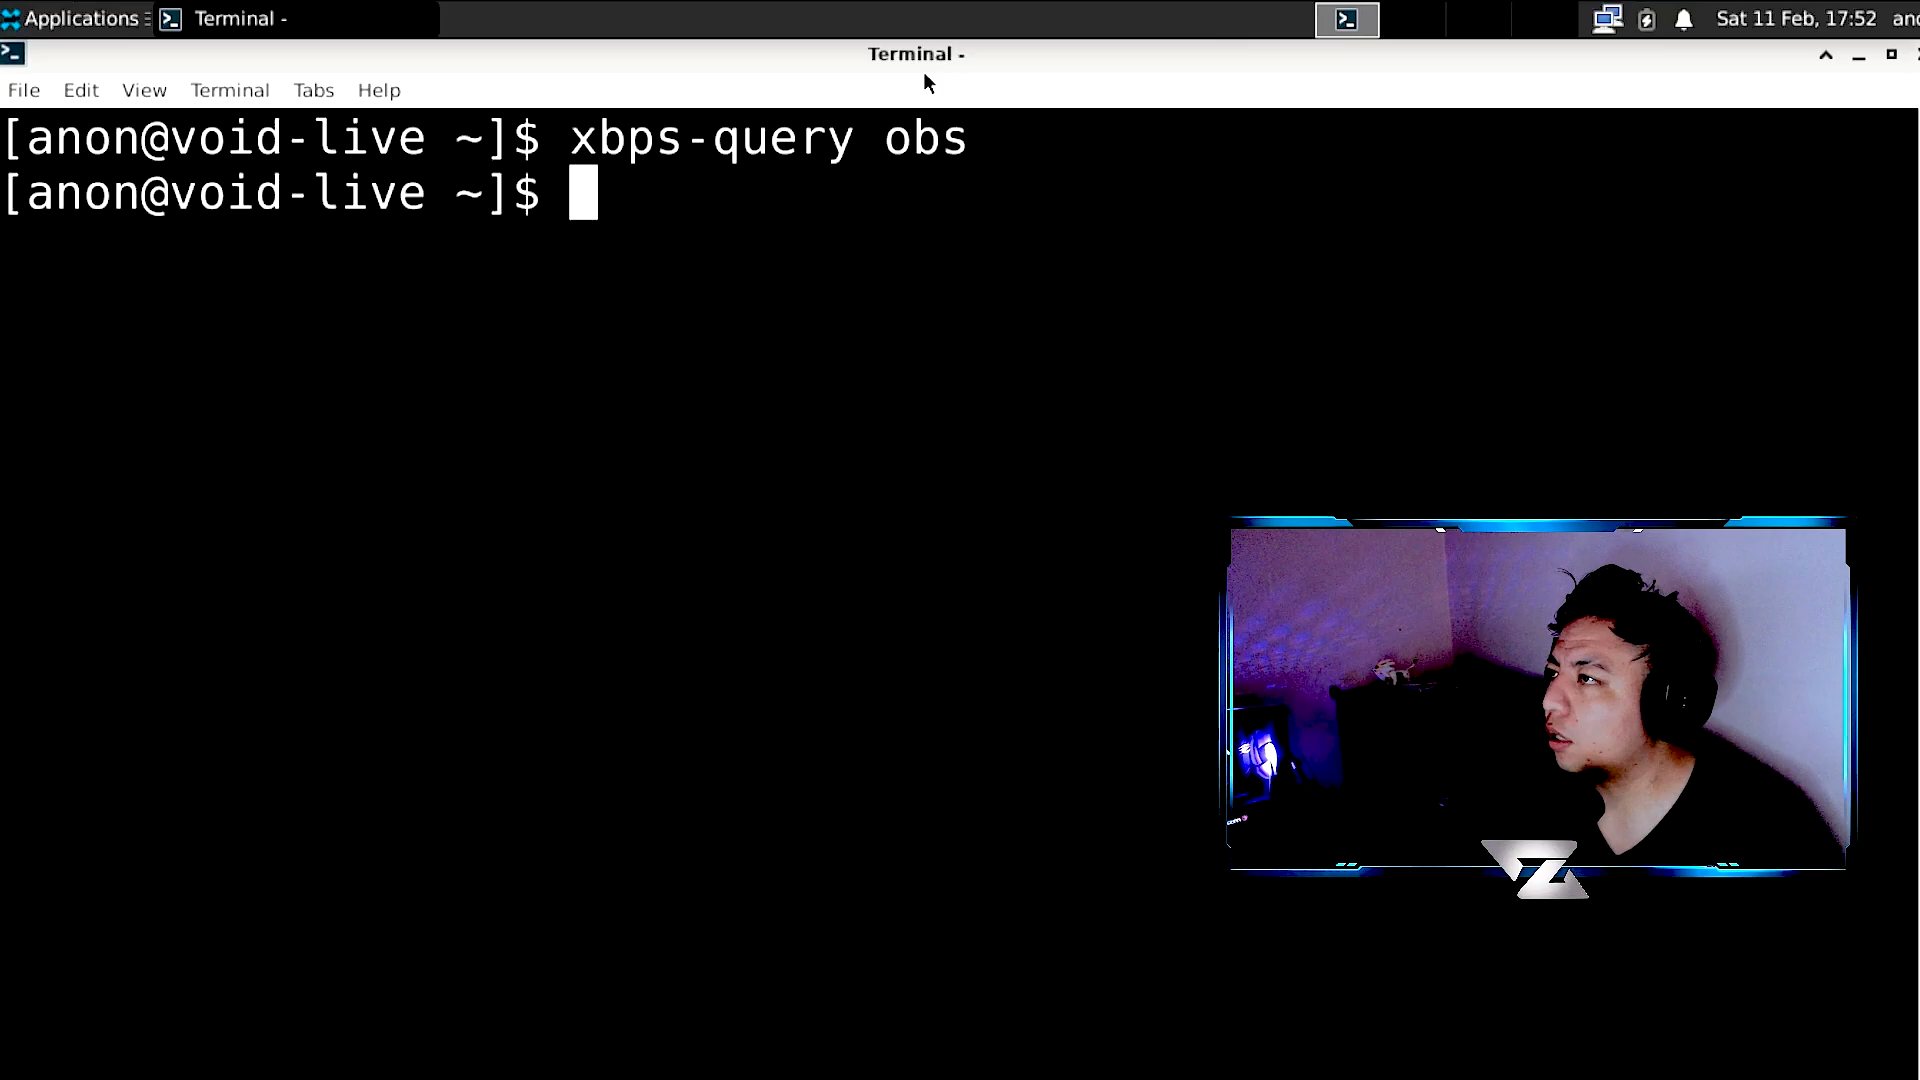 Applications
Terminal -
Sat 11 Feb, 17:52
Terminal -
File Edit View Terminal Tabs Help
[anon@void-live ~]$ xbps-query obs
[anon@void-live ~]$